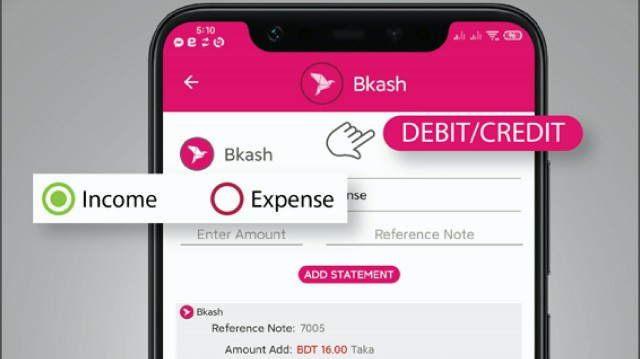 5:10
Bkash
DEBIT/CREDIT
Bkash
Income Expense
nse
Enter Amount Reference Note
ADD STATEMENT
Bkash
Reference Note: 7005
Amount Add: BDT 16.00 Taka